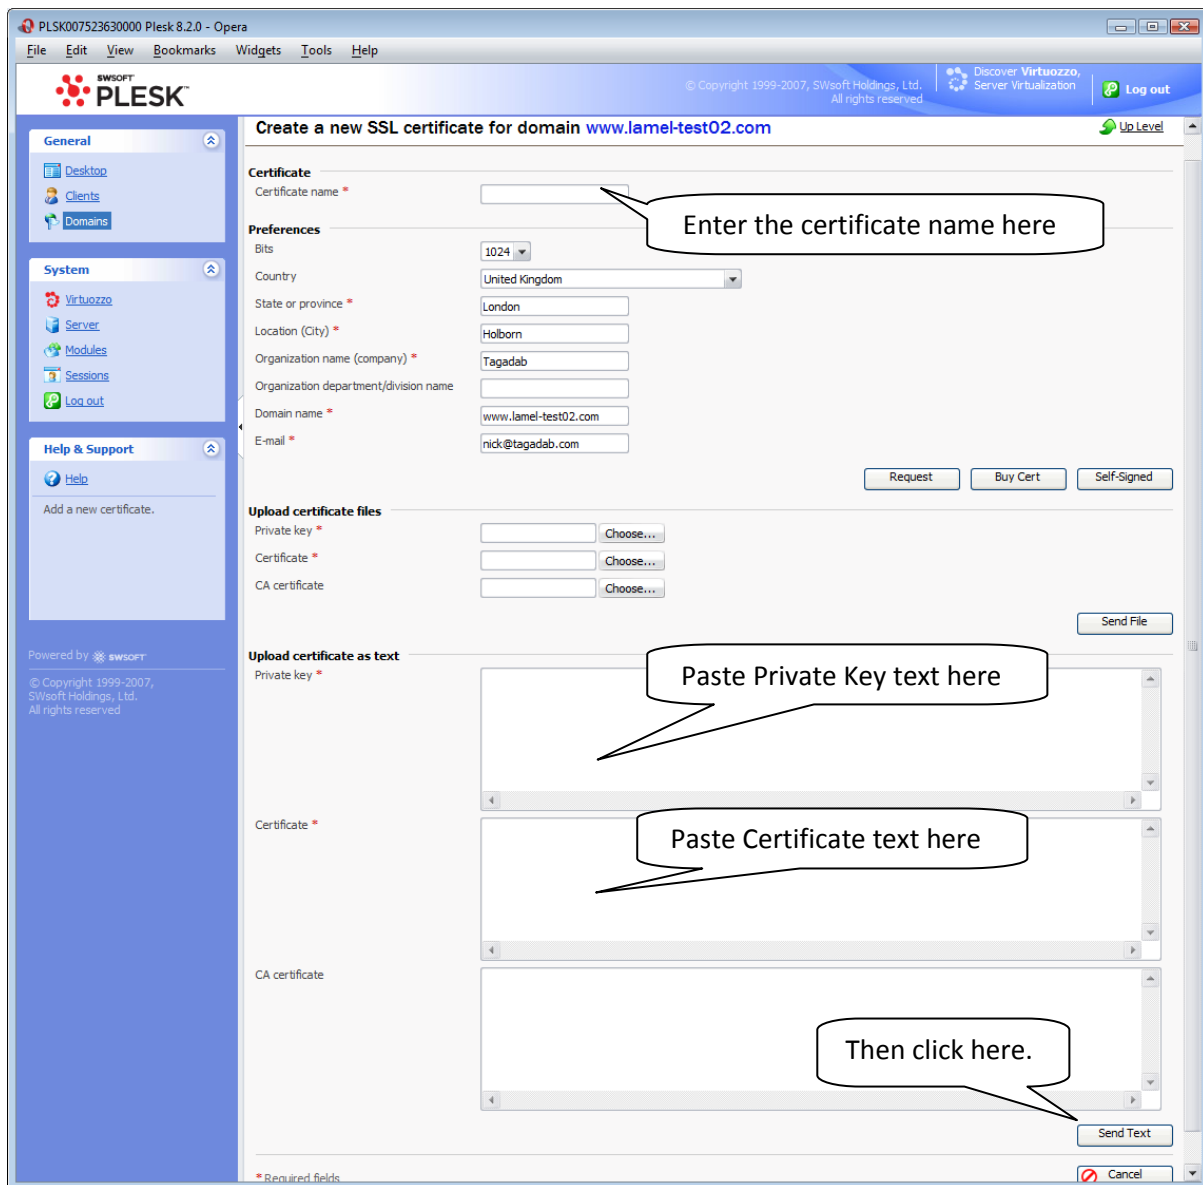 PLSK007523630000 Plesk 8.2.0 - Opera
File Edit View Bookmarks Widgets Tools Help
SWSOFT
PLESK™
© Copyright 1999-2007, SWsoft Holdings, Ltd.
All rights reserved
Discover Virtuozzo,
Server Virtualization
Log out
General
Desktop
Clients
Domains
System
Virtuozzo
Server
Modules
Sessions
Log out
Help & Support
Help
Add a new certificate.
Powered by SWSOFT
© Copyright 1999-2007,
SWsoft Holdings, Ltd.
All rights reserved
Create a new SSL certificate for domain www.lamel-test02.com
Up Level
Certificate
Certificate name *
Enter the certificate name here
Preferences
Bits 1024
Country United Kingdom
State or province * London
Location (City) * Holborn
Organization name (company) * Tagadab
Organization department/division name
Domain name * www.lamel-test02.com
E-mail * nick@tagadab.com
Request Buy Cert Self-Signed
Upload certificate files
Private key * Choose...
Certificate * Choose...
CA certificate Choose...
Send File
Upload certificate as text
Private key *
Paste Private Key text here
Certificate *
Paste Certificate text here
CA certificate
Then click here.
Send Text
* Required fields
Cancel